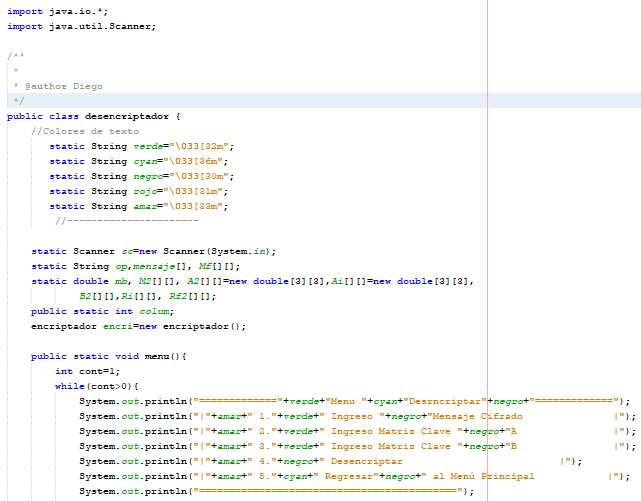 import java.io.*;
import java.util.Scanner;
/**
 *
 * @author Diego
 */
public class desencriptador {
    //Colores de texto
       static String verde="\033[32m";
       static String cyan="\033[36m";
       static String negro="\033[30m";
       static String rojo="\033[31m";
       static String amar="\033[33m";
        //----------------------
    static Scanner sc=new Scanner(System.in);
    static String op,mensaje[], Mf[][];
    static double mb, M2[][], A2[][]=new double[3][3],Ai[][]=new double[3][3],
            B2[][],Ri[][], Rf2[][];
    public static int colum;
    encriptador encri=new encriptador();
    public static void menu(){
        int cont=1;
        while(cont>0){
            System.out.println("============="+verde+"Menu "+cyan+"Desrncriptar"+negro+"=============");
            System.out.println("|"+amar+" 1."+verde+" Ingreso "+negro+"Mensaje Cifrado               |");
            System.out.println("|"+amar+" 2."+verde+" Ingreso Matris Clave "+negro+"A                |");
            System.out.println("|"+amar+" 3."+verde+" Ingreso Matris Clave "+negro+"B                |");
            System.out.println("|"+amar+" 4."+negro+" Desencriptar                          |");
            System.out.println("|"+amar+" 5."+cyan+" Regresar"+negro+" al Menú Principal            |");
            System.out.println("===========================================");